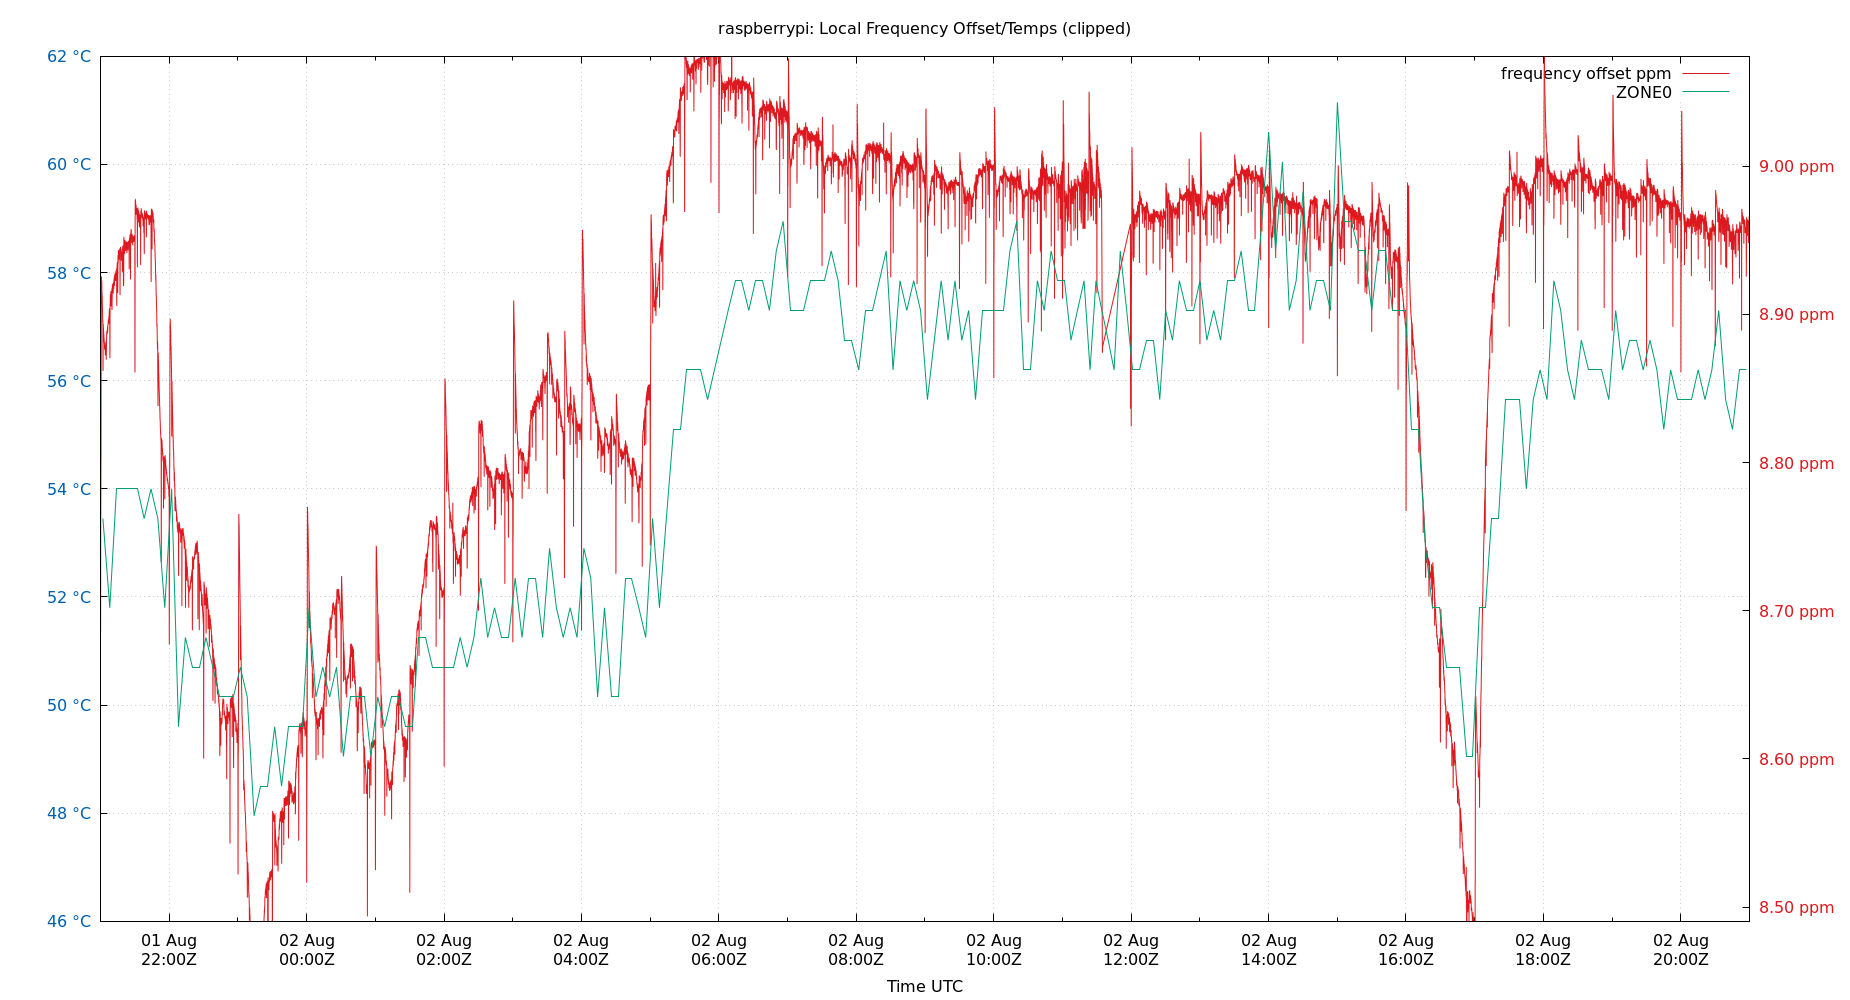 raspberrypi: Local Frequency Offset/Temps (clipped)
62 °C
60 °C
58 °C
56 °C
54 °C
52 °C
50 °C
48 °C
46 °C
frequency offset ppm
ZONE0
9.00 ppm
8.90 ppm
8.80 ppm
8.70 ppm
8.60 ppm
8.50 ppm
01 Aug
22:00Z
02 Aug
00:00Z
02 Aug
02:00Z
02 Aug
04:00Z
02 Aug
06:00Z
02 Aug
08:00Z
02 Aug
10:00Z
02 Aug
12:00Z
02 Aug
14:00Z
02 Aug
16:00Z
02 Aug
18:00Z
02 Aug
20:00Z
Time UTC